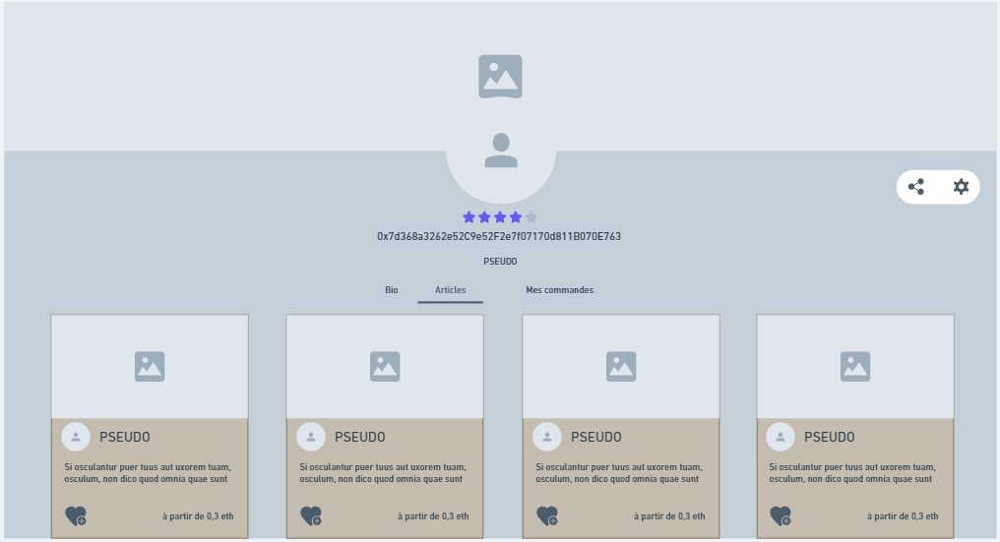 0x7d368a3262e52C9e52F2e7f07170d811B070E763
PSEUDO
Bio Articles Mes commandes
PSEUDO PSEUDO PSEUDO PSEUDO
Si osculantur puer tuus aut uxorem tuam, Si osculantur puer tuus aut uxorem tuam, Si osculantur puer tuus aut uxorem tuam, Si osculantur puer tuus aut uxorem tuam,
osculum, non dico quod omnia quae sunt osculum, non dico quod omnia quae sunt osculum, non dico quod omnia quae sunt osculum, non dico quod omnia quae sunt
à partir de 0,3 eth à partir de 0,3 eth à partir de 0,3 eth à partir de 0,3 eth